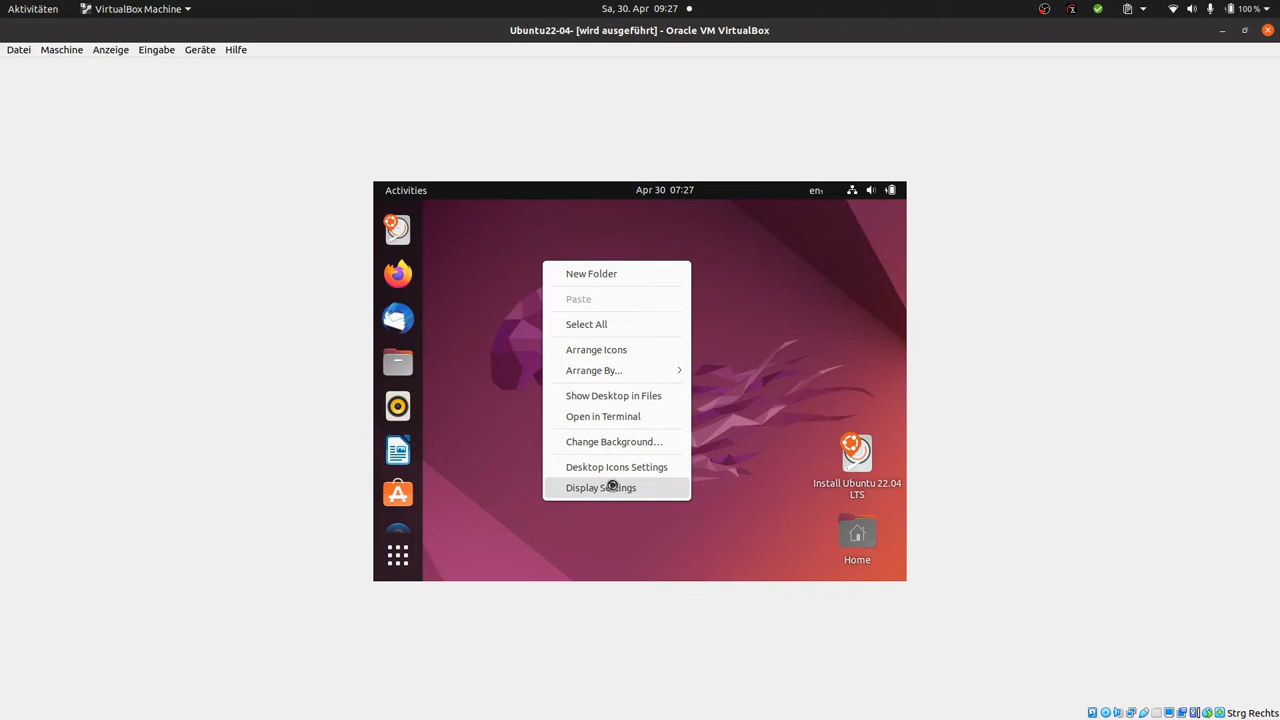 Aktivitäten
VirtualBox Machine
Sa, 30. Apr 09:27
100 %
Ubuntu22-04- [wird ausgeführt] - Oracle VM VirtualBox
Datei Maschine Anzeige Eingabe Geräte Hilfe
Activities
Apr 30 07:27
en₁
New Folder
Paste
Select All
Arrange Icons
Arrange By...
Show Desktop in Files
Open in Terminal
Change Background…
Desktop Icons Settings
Display Settings
Install Ubuntu 22.04
LTS
Home
Strg Rechts